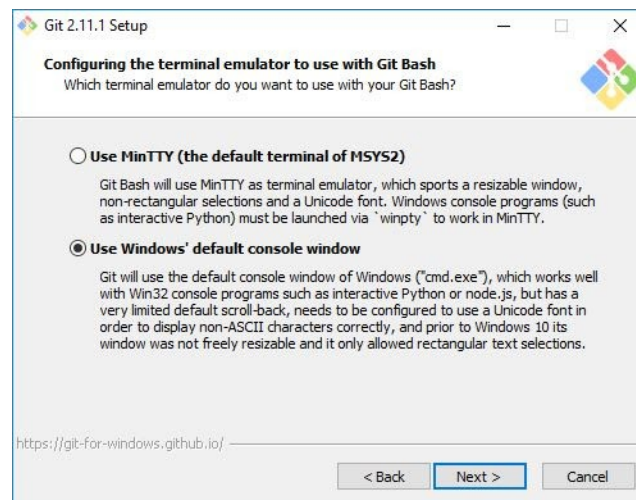 Git 2.11.1 Setup
Configuring the terminal emulator to use with Git Bash
Which terminal emulator do you want to use with your Git Bash?
Use MinTTY (the default terminal of MSYS2)
Git Bash will use MinTTY as terminal emulator, which sports a resizable window,
non-rectangular selections and a Unicode font. Windows console programs (such
as interactive Python) must be launched via `winpty` to work in MinTTY.
Use Windows' default console window
Git will use the default console window of Windows ("cmd.exe"), which works well
with Win32 console programs such as interactive Python or node.js, but has a
very limited default scroll-back, needs to be configured to use a Unicode font in
order to display non-ASCII characters correctly, and prior to Windows 10 its
window was not freely resizable and it only allowed rectangular text selections.
https://git-for-windows.github.io/
< Back
Next >
Cancel